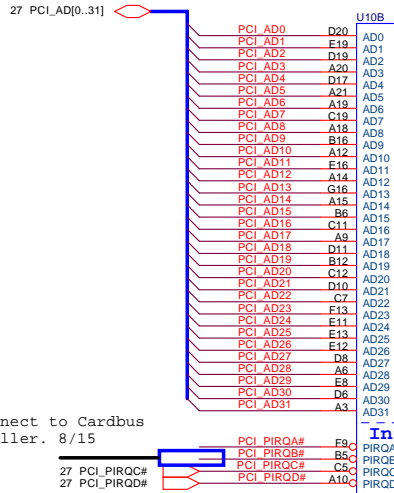 27 PCI_AD[0..31]
U10B
PCI_AD0 D20 AD0
PCI_AD1 E19 AD1
PCI_AD2 D19 AD2
PCI_AD3 A20 AD3
PCI_AD4 D17 AD4
PCI_AD5 A21 AD5
PCI_AD6 A19 AD6
PCI_AD7 C19 AD7
PCI_AD8 A18 AD8
PCI_AD9 B16 AD9
PCI_AD10 A12 AD10
PCI_AD11 E16 AD11
PCI_AD12 A14 AD12
PCI_AD13 G16 AD13
PCI_AD14 A15 AD14
PCI_AD15 B6 AD15
PCI_AD16 C11 AD16
PCI_AD17 A9 AD17
PCI_AD18 D11 AD18
PCI_AD19 B12 AD19
PCI_AD20 C12 AD20
PCI_AD21 D10 AD21
PCI_AD22 C7 AD22
PCI_AD23 F13 AD23
PCI_AD24 E11 AD24
PCI_AD25 E13 AD25
PCI_AD26 E12 AD26
PCI_AD27 D8 AD27
PCI_AD28 A6 AD28
PCI_AD29 E8 AD29
PCI_AD30 D6 AD30
PCI_AD31 A3 AD31
nect to Cardbus
ller. 8/15
In
PCI_PIRQA# F9 PIRQA
PCI_PIRQB# B5 PIRQB
27 PCI_PIRQC# PCI_PIRQC# C5 PIRQC
27 PCI_PIRQD# PCI_PIRQD# A10 PIRQD